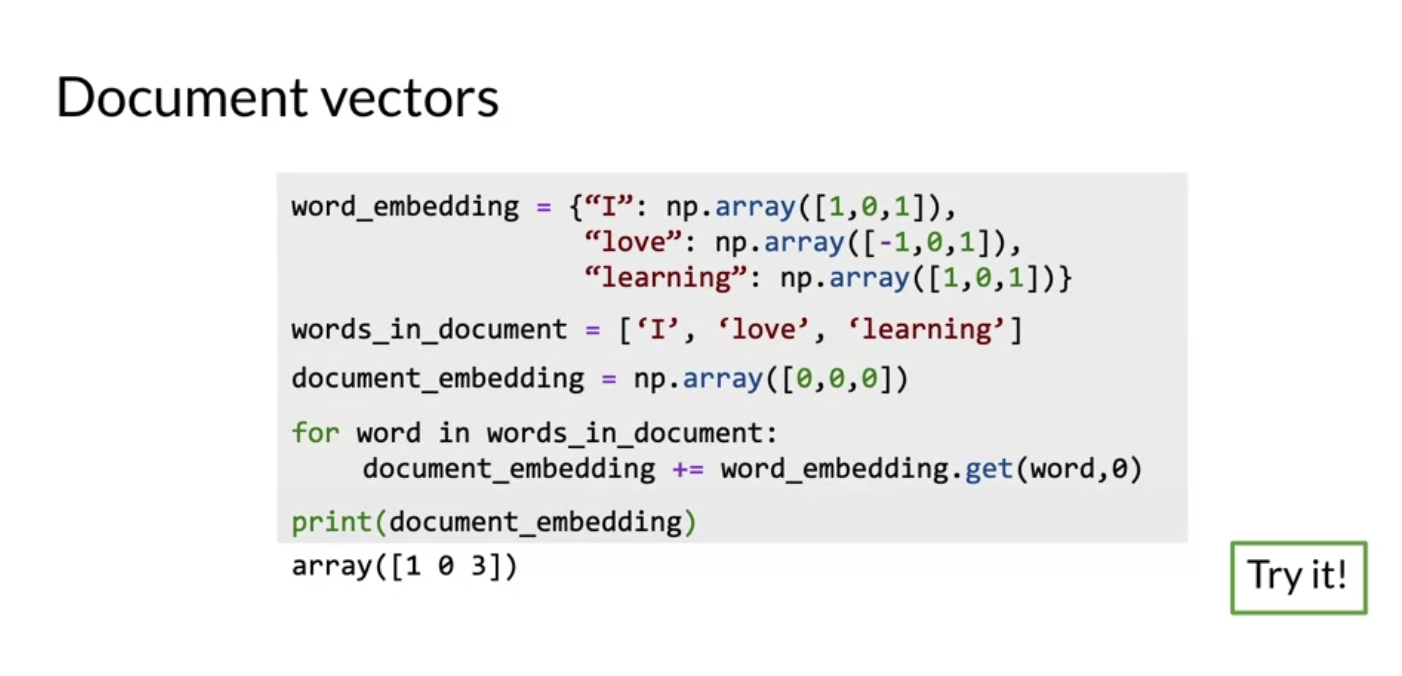 Document vectors
word_embedding = {“I”: np.array([1,0,1]),
“love”: np.array([-1,0,1]),
“learning”: np.array([1,0,1])}
words_in_document = [‘I’, ‘love’, ‘learning’]
document_embedding = np.array([0,0,0])
for word in words_in_document:
document_embedding += word_embedding.get(word,0)
print(document_embedding)
array([1 0 3])
Try it!